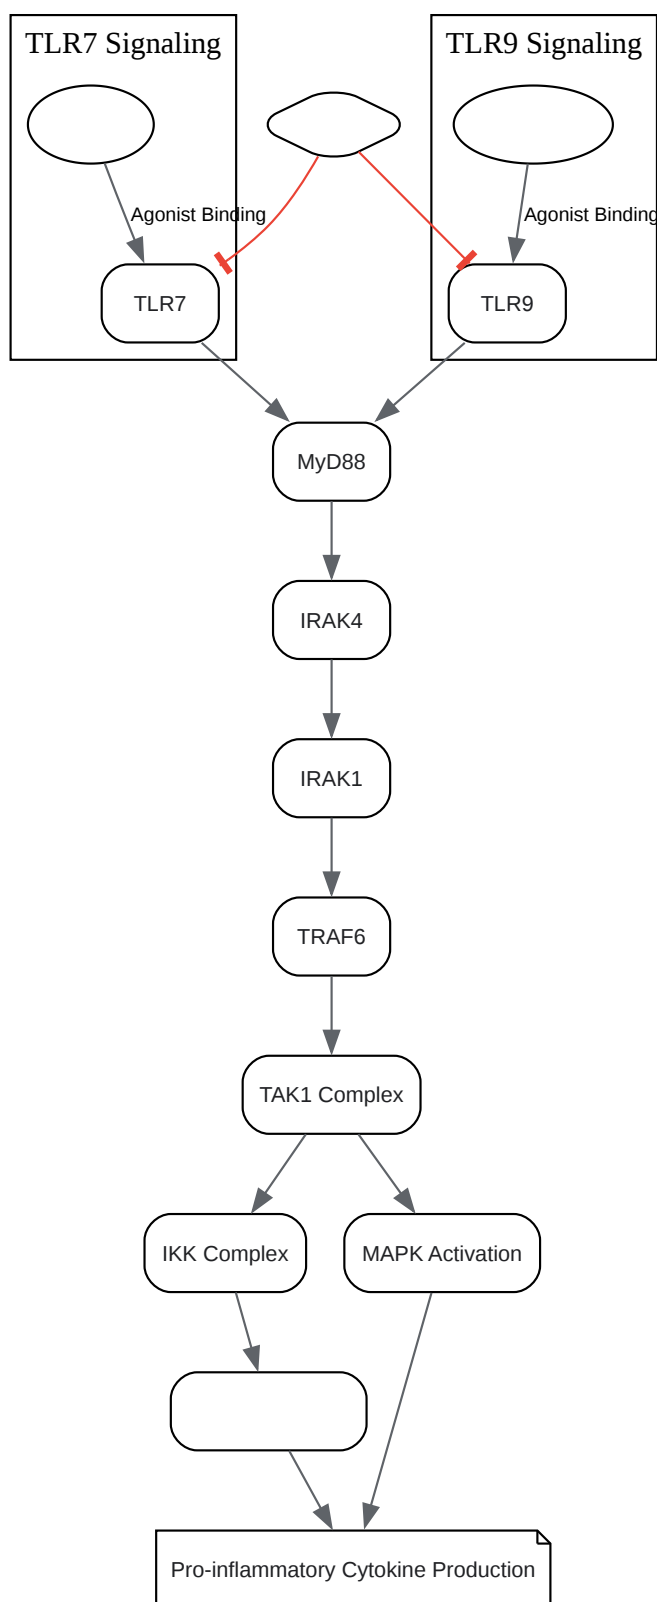 TLR7 Signaling
TLR9 Signaling
Agonist Binding
Agonist Binding
TLR7
TLR9
MyD88
IRAK4
IRAK1
TRAF6
TAK1 Complex
IKK Complex
MAPK Activation
Pro-inflammatory Cytokine Production